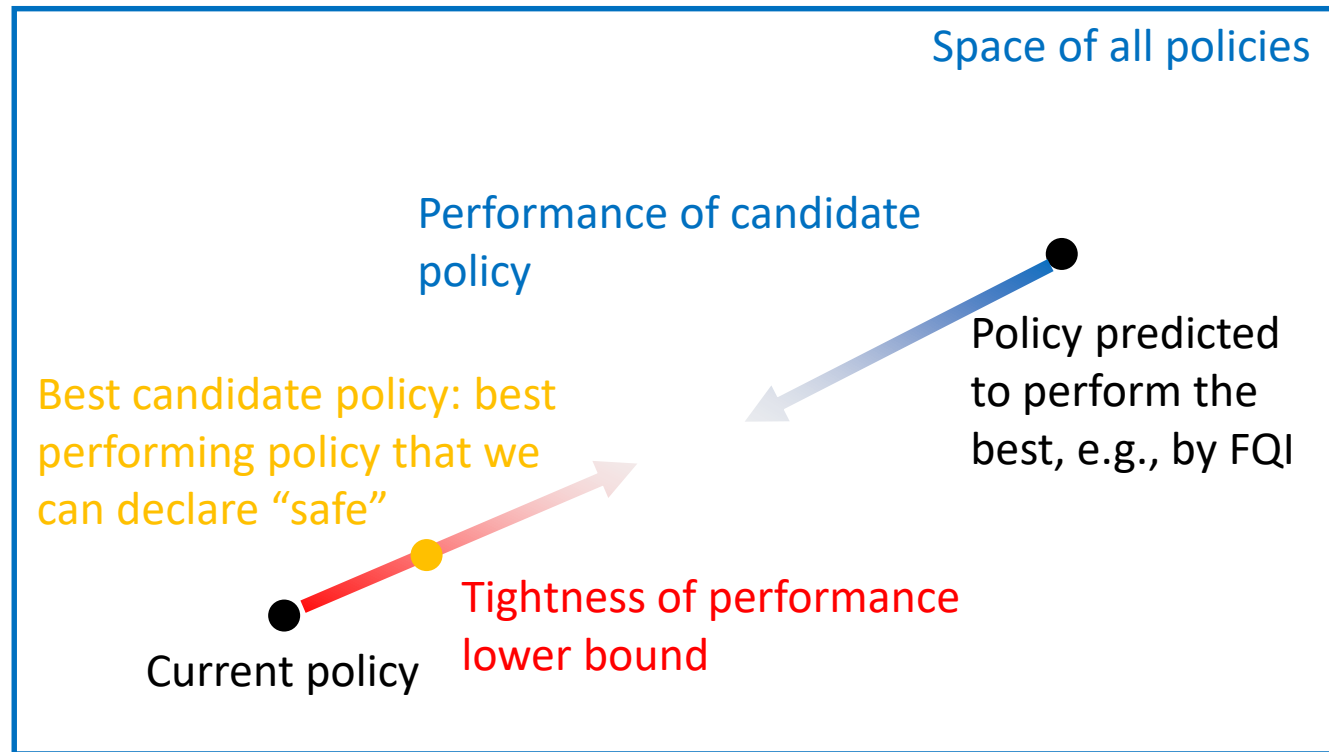 Space of all policies
Performance of candidate
policy
Policy predicted
to perform the
best, e.g., by FQI
Best candidate policy: best
performing policy that we
can declare “safe”
Tightness of performance
lower bound
Current policy